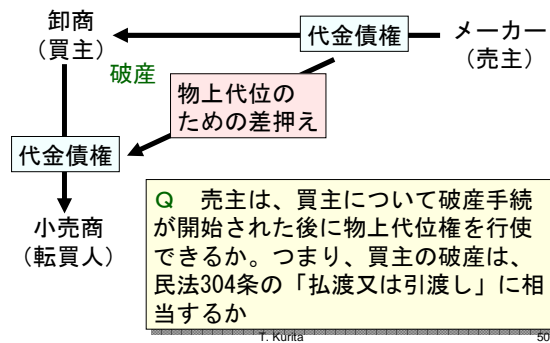 卸商
（買主）
代金債権
メーカー
（売主）
破産
物上代位の
ための差押え
代金債権
小売商
（転買人）
Ｑ　売主は、買主について破産手続
が開始された後に物上代位権を行使
できるか。つまり、買主の破産は、
民法304条の「払渡又は引渡し」に相
当するか
T. Kurita
50